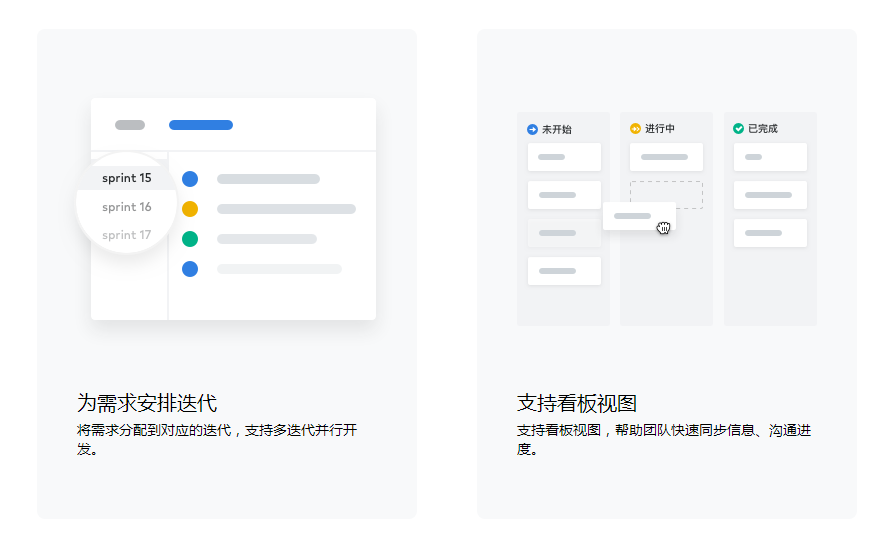 sprint 15
sprint 16
sprint 17
为需求安排迭代
将需求分配到对应的迭代，支持多迭代并行开
发。
未开始
进行中
已完成
支持看板视图
支持看板视图，帮助团队快速同步信息、沟通进
度。